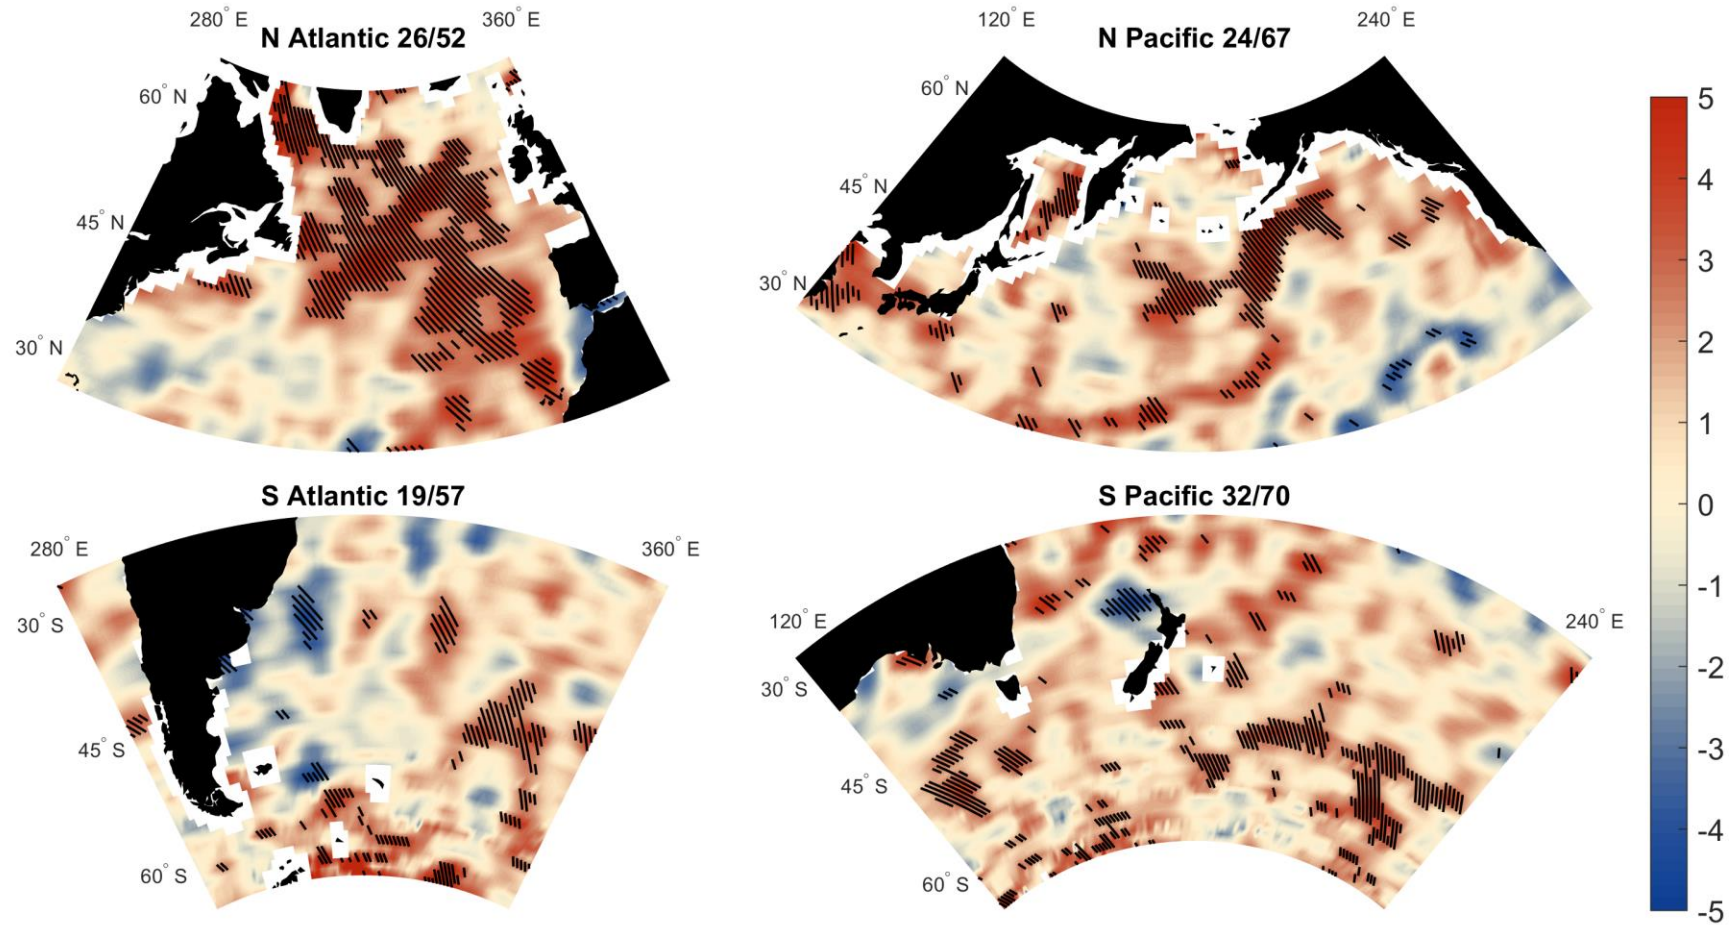 280° E 360° E
N Atlantic 26/52
60° N
45° N
30° N
120° E 240° E
N Pacific 24/67
60° N
45° N
30° N
S Atlantic 19/57
280° E 360° E
30° S
45° S
60° S
S Pacific 32/70
120° E 240° E
30° S
45° S
60° S
5
4
3
2
1
0
-1
-2
-3
-4
-5